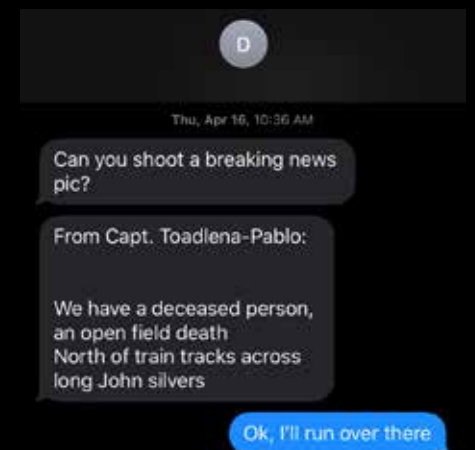 D
Thu, Apr 16, 10:36 AM
Can you shoot a breaking news
pic?
From Capt. Toadlena-Pablo:
We have a deceased person,
an open field death
North of train tracks across
long John silvers
Ok, I'll run over there